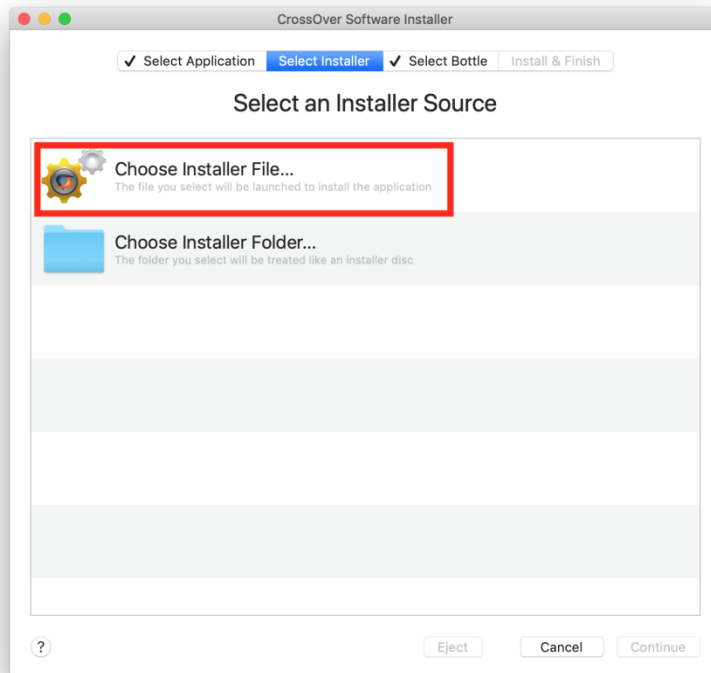 CrossOver Software Installer
✓ Select Application Select Installer ✓ Select Bottle Install & Finish
Select an Installer Source
Choose Installer File...
The file you select will be launched to install the application
Choose Installer Folder...
The folder you select will be treated like an installer disc
? Eject Cancel Continue